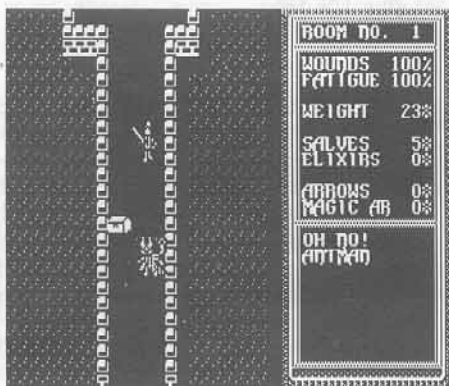 ROOM NO. 1
WOUNDS 100%
FATIGUE 100%
WEIGHT 23%
SALVES 5%
ELIXIRS 0%
ARROWS 0%
MAGIC AR 0%
OH NO!
ANTMAN